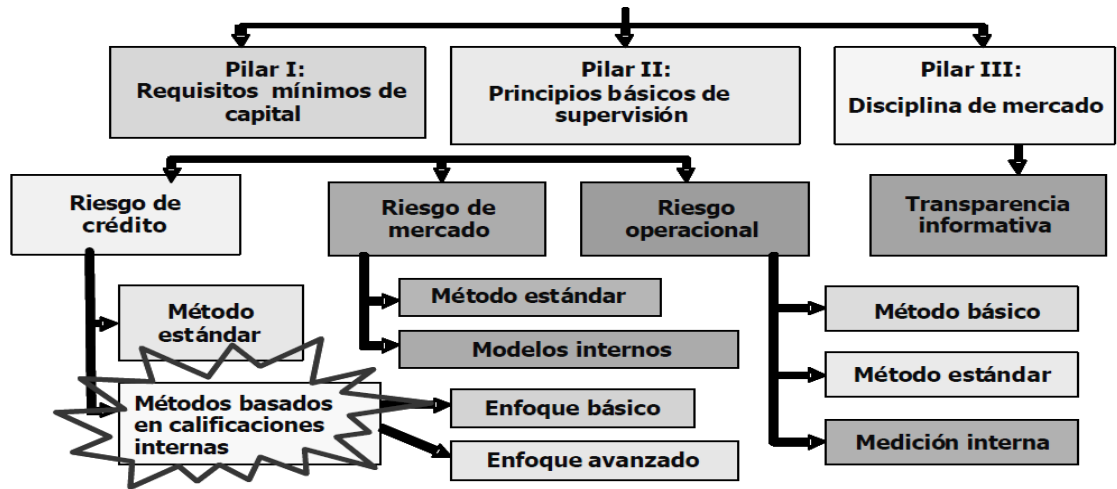 Pilar I:
Requisitos mínimos de
capital
Pilar II:
Principios básicos de
supervisión
Pilar III:
Disciplina de mercado
Riesgo de
crédito
Riesgo de
mercado
Riesgo
operacional
Transparencia
informativa
Método
estándar
Métodos basados
en calificaciones
internas
Método estándar
Modelos internos
Enfoque básico
Enfoque avanzado
Método básico
Método estándar
Medición interna